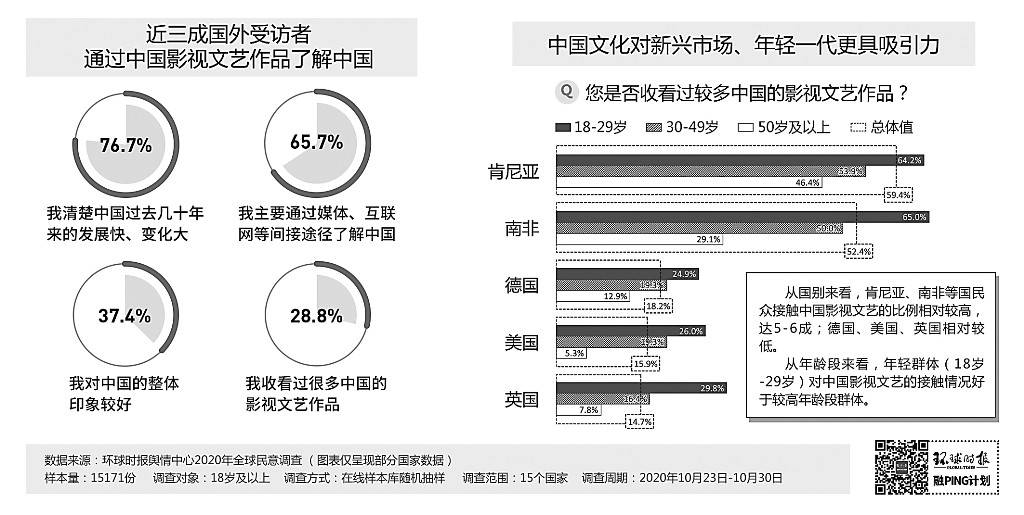 近三成国外受访者
通过中国影视文艺作品了解中国
76.7%
我清楚中国过去几十年
来的发展快、变化大
65.7%
我主要通过媒体、互联
网等间接途径了解中国
37.4%
我对中国的整体
印象较好
28.8%
我收看过很多中国的
影视文艺作品
中国文化对新兴市场、年轻一代更具吸引力
Q 您是否收看过较多中国的影视文艺作品？
18-29岁 30-49岁 50岁及以上 总体值
肯尼亚
64.2%
46.4%
59.4%
南非
65.0%
50.0%
29.1%
52.4%
德国
24.9%
19.3%
12.9%
18.2%
美国
26.0%
19.3%
5.3%
15.9%
英国
29.8%
16.4%
7.8%
14.7%
从国别来看，肯尼亚、南非等国民
众接触中国影视文艺的比例相对较高，
达5-6成；德国、美国、英国相对较
低。
从年龄段来看，年轻群体（18岁
-29岁）对中国影视文艺的接触情况好
于较高年龄段群体。
数据来源：环球时报舆情中心2020年全球民意调查（图表仅呈现部分国家数据）
样本量：15171份 调查对象：18岁及以上 调查方式：在线样本库随机抽样 调查范围：15个国家 调查周期：2020年10月23日-10月30日
环球时报
GLOBAL TIMES
融PING计划